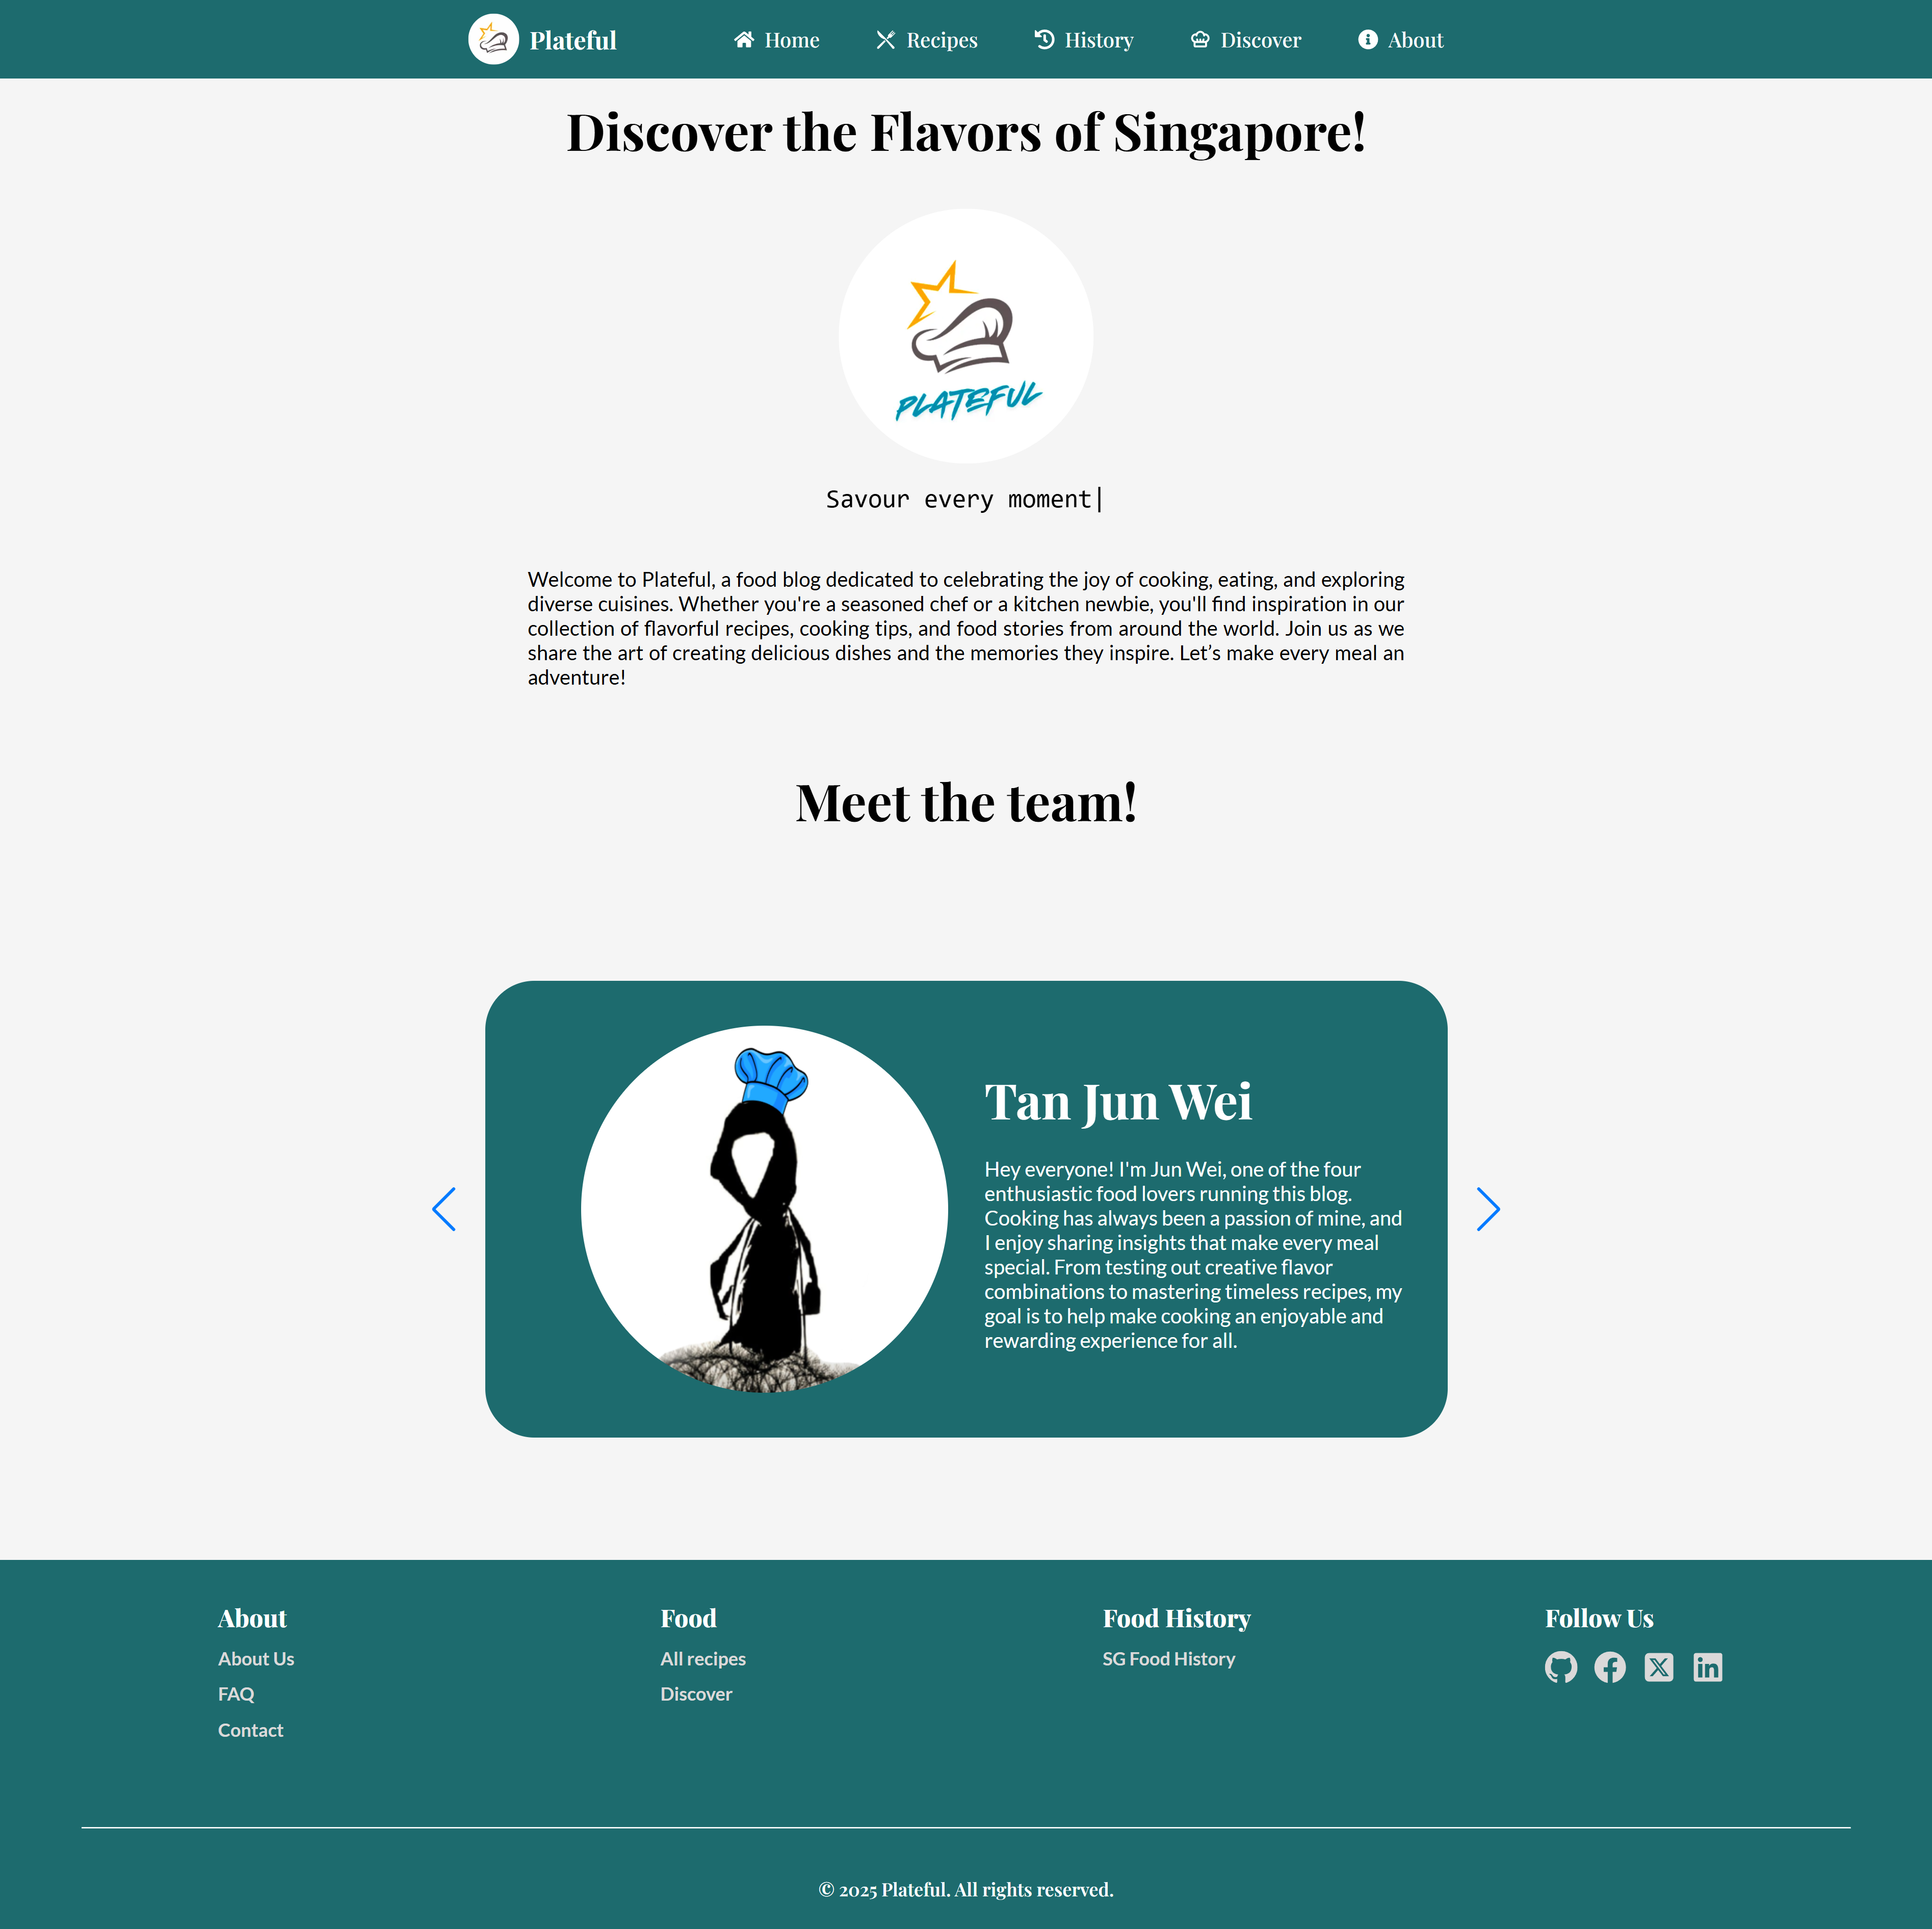 Plateful
Home
Recipes
History
Discover
About
Discover the Flavors of Singapore!
PLATEFUL
Savour every moment|
Welcome to Plateful, a food blog dedicated to celebrating the joy of cooking, eating, and exploring
diverse cuisines. Whether you're a seasoned chef or a kitchen newbie, you'll find inspiration in our
collection of flavorful recipes, cooking tips, and food stories from around the world. Join us as we
share the art of creating delicious dishes and the memories they inspire. Let’s make every meal an
adventure!
Meet the team!
Tan Jun Wei
Hey everyone! I'm Jun Wei, one of the four
enthusiastic food lovers running this blog.
Cooking has always been a passion of mine, and
I enjoy sharing insights that make every meal
special. From testing out creative flavor
combinations to mastering timeless recipes, my
goal is to help make cooking an enjoyable and
rewarding experience for all.
About
About Us
FAQ
Contact
Food
All recipes
Discover
Food History
SG Food History
Follow Us
© 2025 Plateful. All rights reserved.